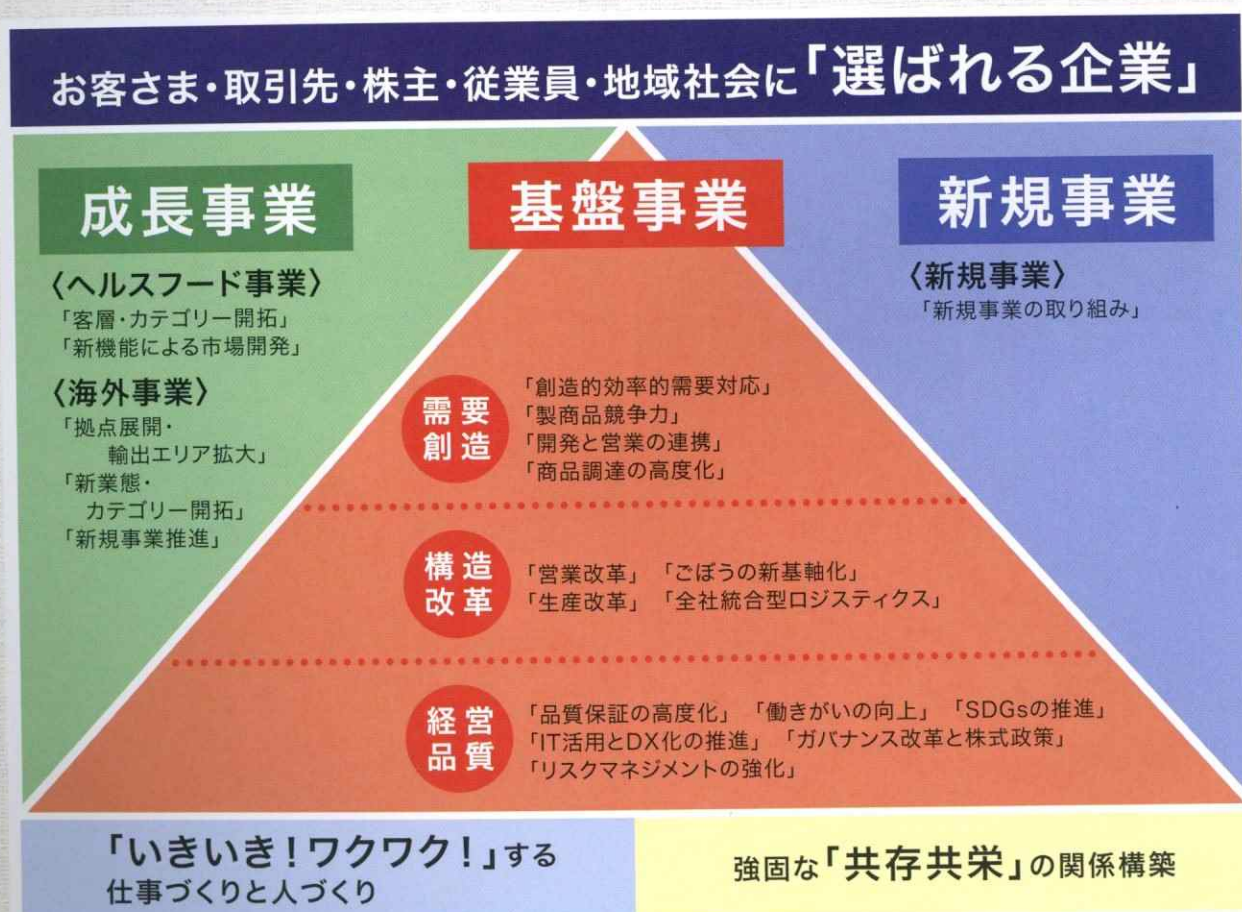 お客さま・取引先・株主・従業員・地域社会に「選ばれる企業」
成長事業
〈ヘルスフード事業〉
「客層・カテゴリー開拓」
「新機能による市場開発」
〈海外事業〉
「拠点展開・
輸出エリア拡大」
「新業態・
カテゴリー開拓」
「新規事業推進」
基盤事業
需要
創造
「創造的効率的需要対応」
「製商品競争力」
「開発と営業の連携」
「商品調達の高度化」
構造
改革
「営業改革」「ごぼうの新基軸化」
「生産改革」「全社統合型ロジスティクス」
経営
品質
「品質保証の高度化」「働きがいの向上」「SDGsの推進」
「IT活用とDX化の推進」「ガバナンス改革と株式政策」
「リスクマネジメントの強化」
新規事業
〈新規事業〉
「新規事業の取り組み」
「いきいき！ワクワク！」する
仕事づくりと人づくり
強固な「共存共栄」の関係構築